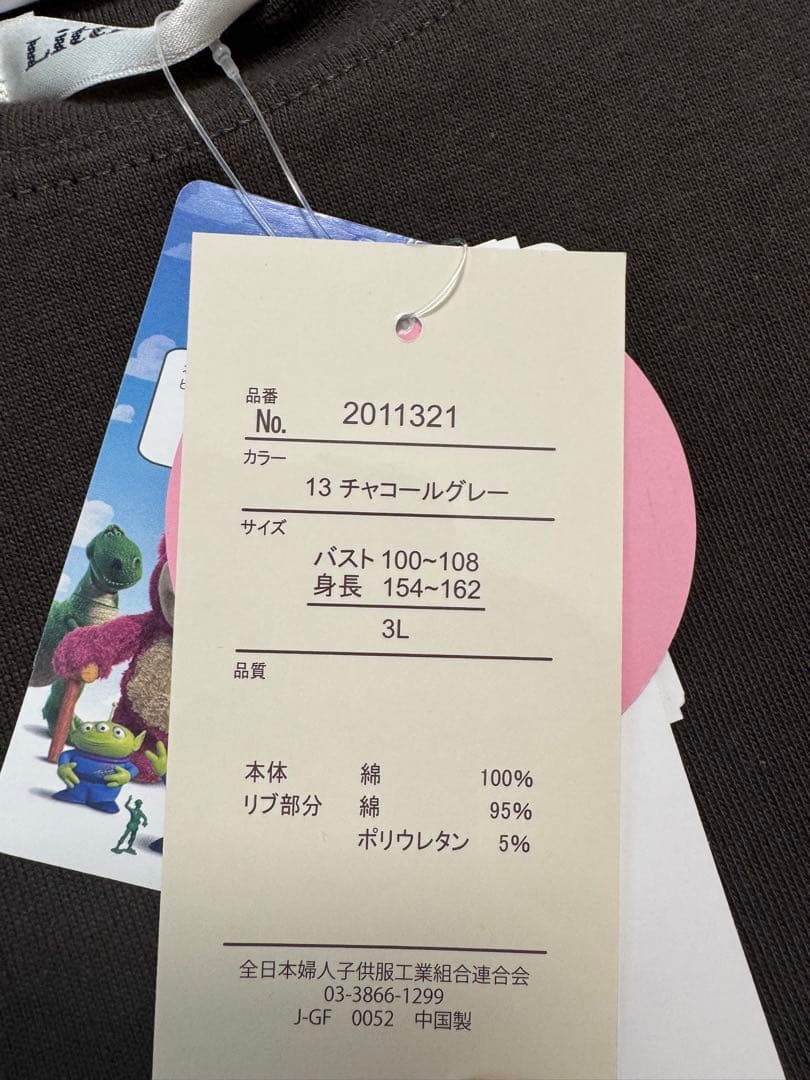 品番
No. 2011321
カラー
13 チャコールグレー
サイズ
バスト 100~108
身長 154~162
3L
品質
本体 綿 100%
リブ部分 綿 95%
ポリウレタン 5%
全日本婦人子供服工業組合連合会
03-3866-1299
J-GF 0052 中国製